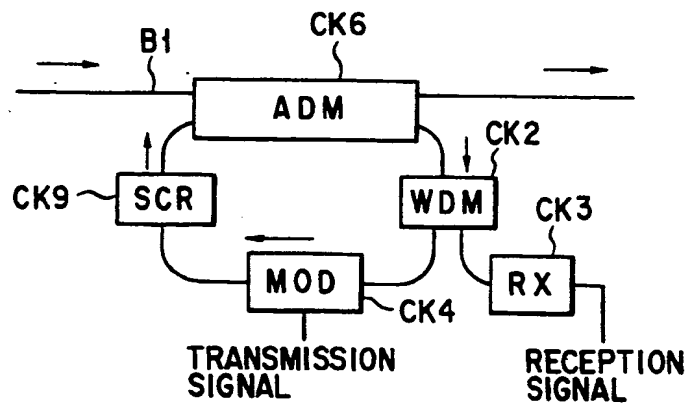 CK6
B1
ADM
CK2
CK9
SCR
WDM
CK3
MOD
RX
CK4
TRANSMISSION
SIGNAL
RECEPTION
SIGNAL